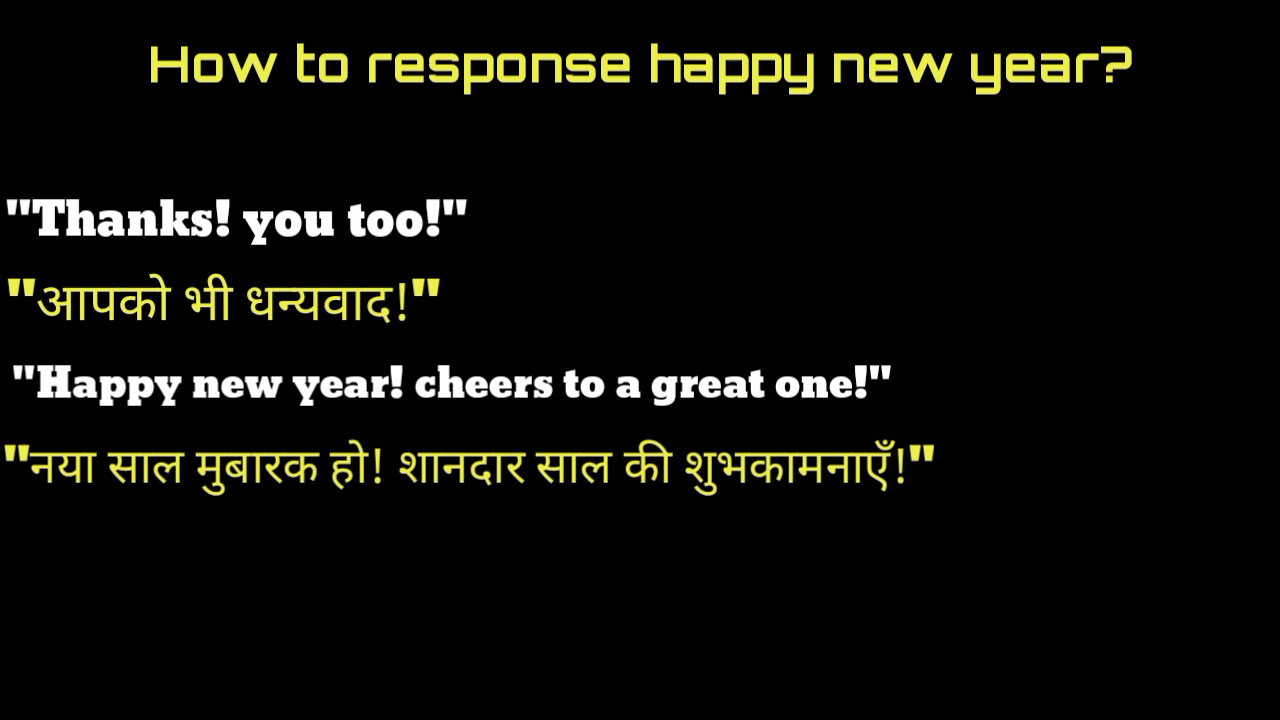 How to response happy new year?
"Thanks! you too!"
"आपको भी धन्यवाद!"
"Happy new year! cheers to a great one!"
"नया साल मुबारक हो! शानदार साल की शुभकामनाएँ!"